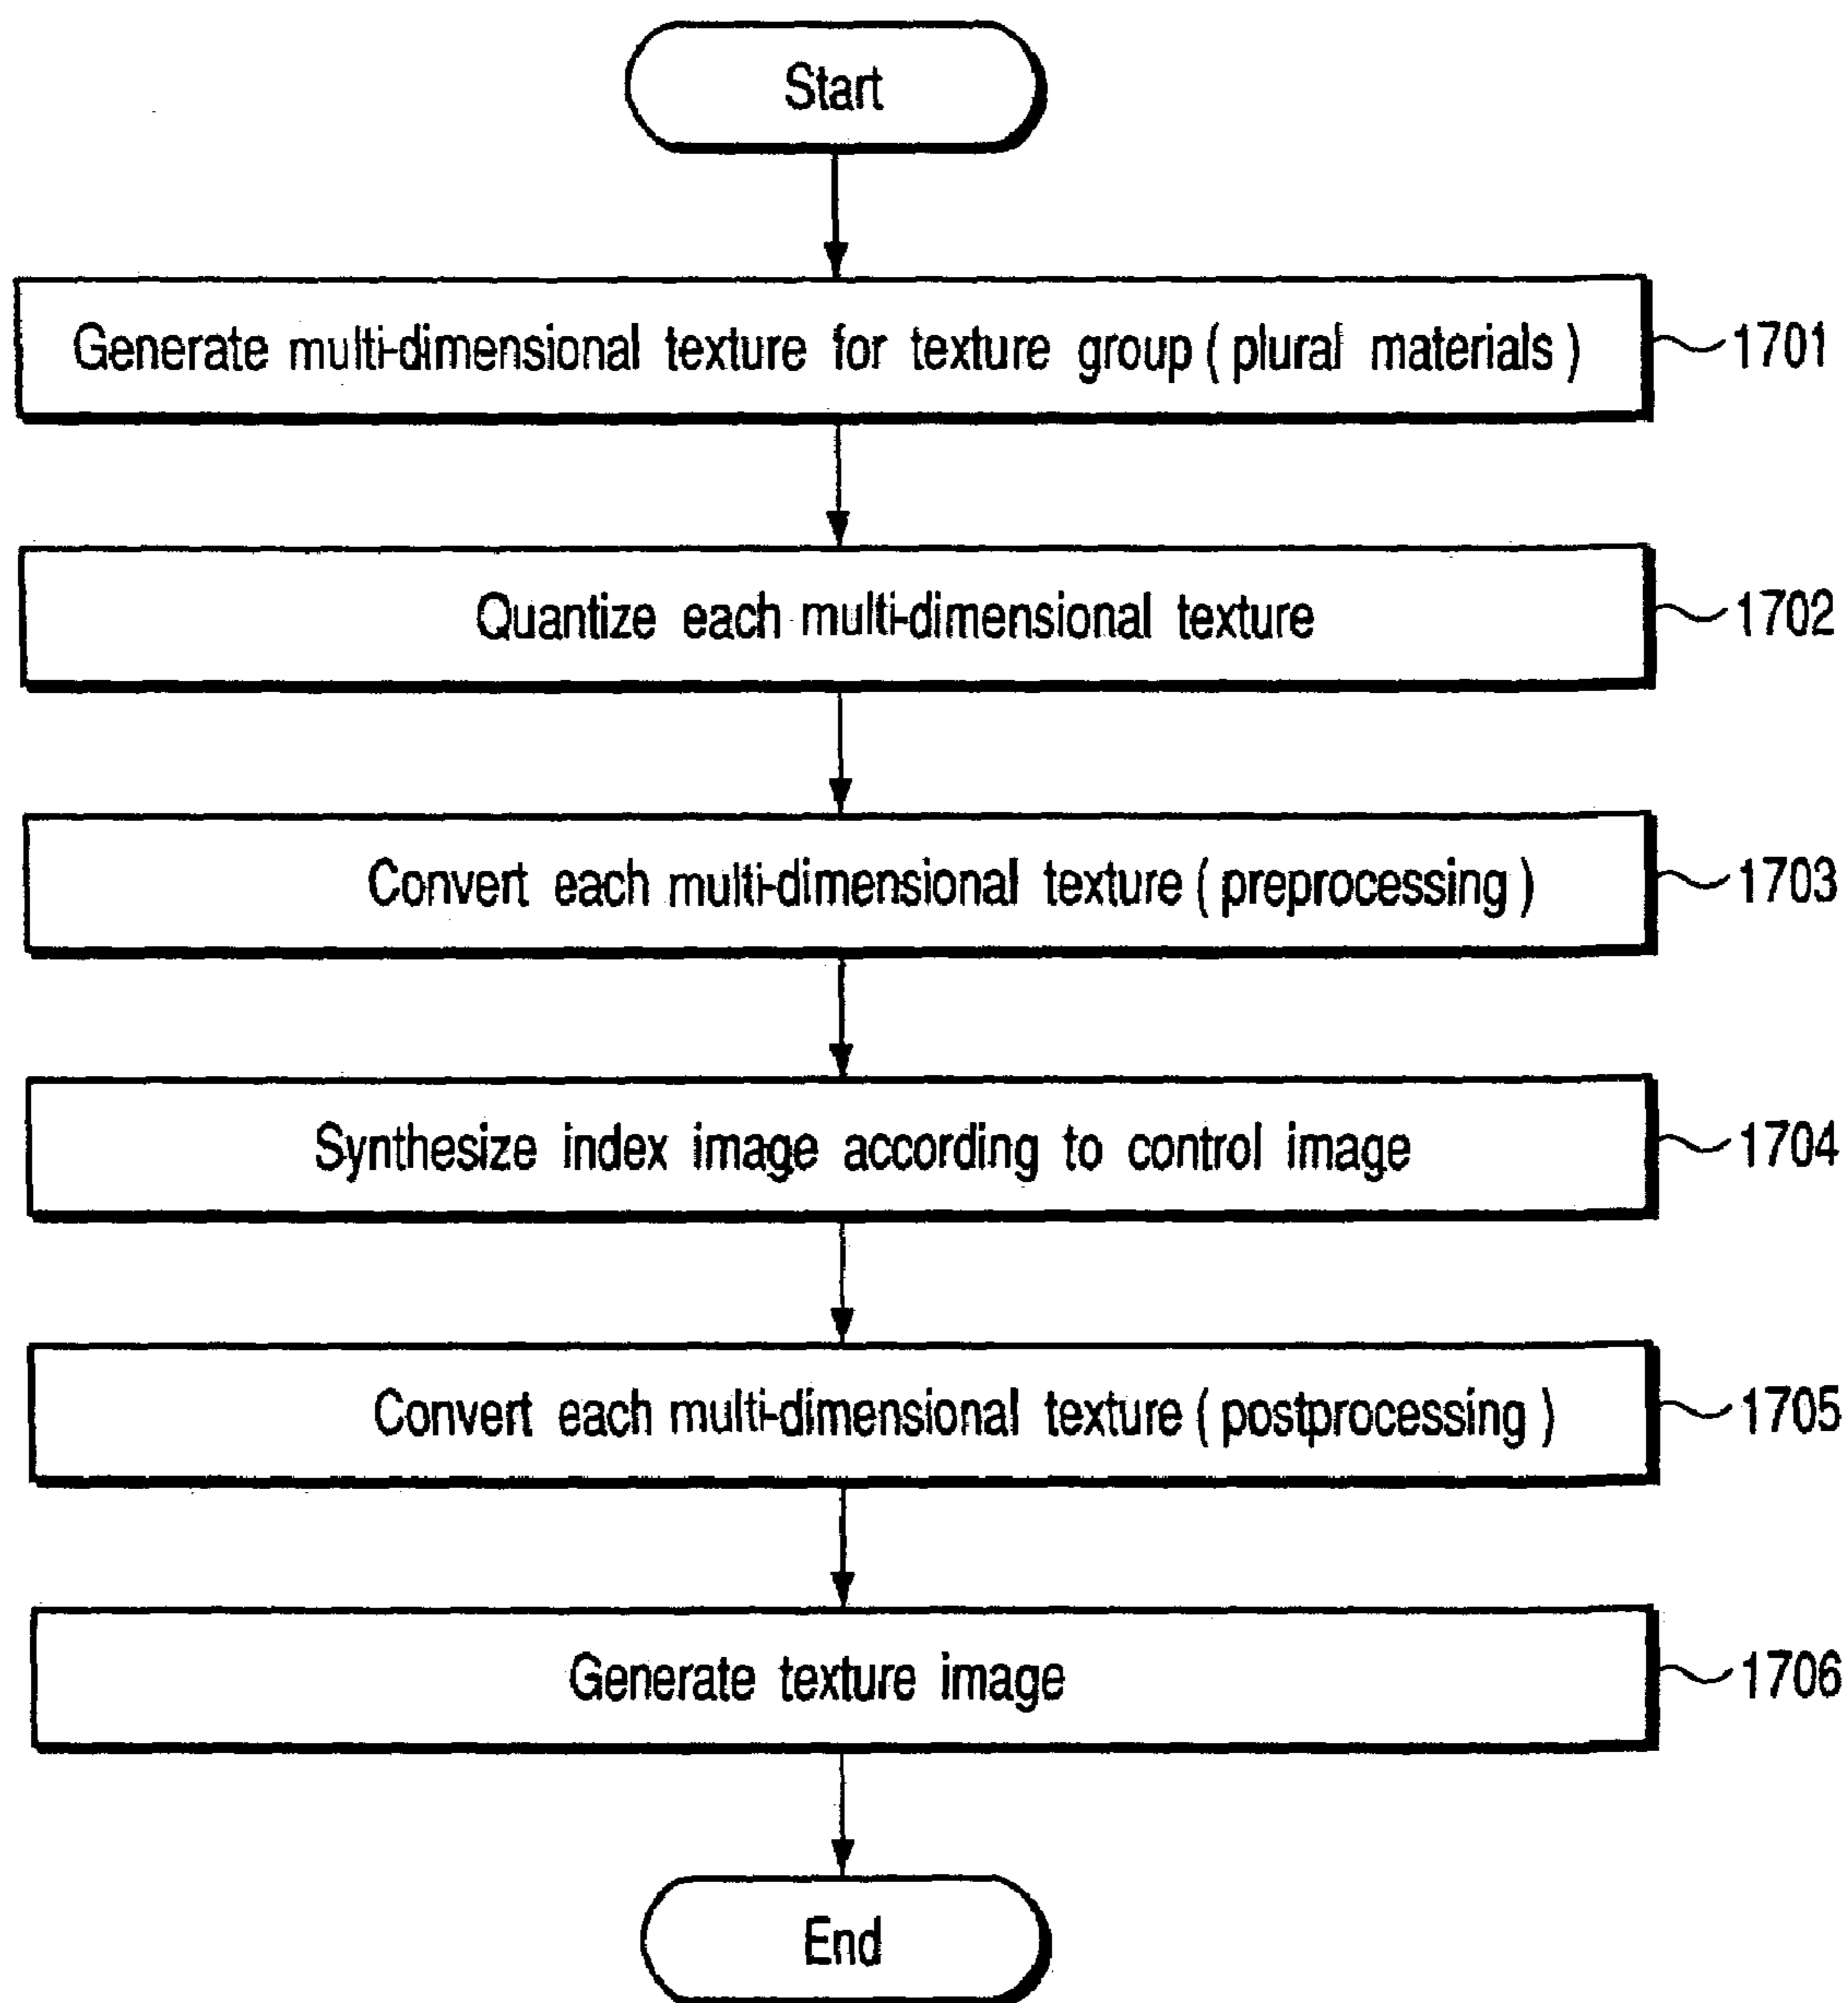 Start
Generate multi-dimensional texture for texture group (plural materials)
1701
Quantize each multi-dimensional texture
1702
Convert each multi-dimensional texture (preprocessing)
1703
Synthesize index image according to control image
1704
Convert each multi-dimensional texture (postprocessing)
1705
Generate texture image
1706
End